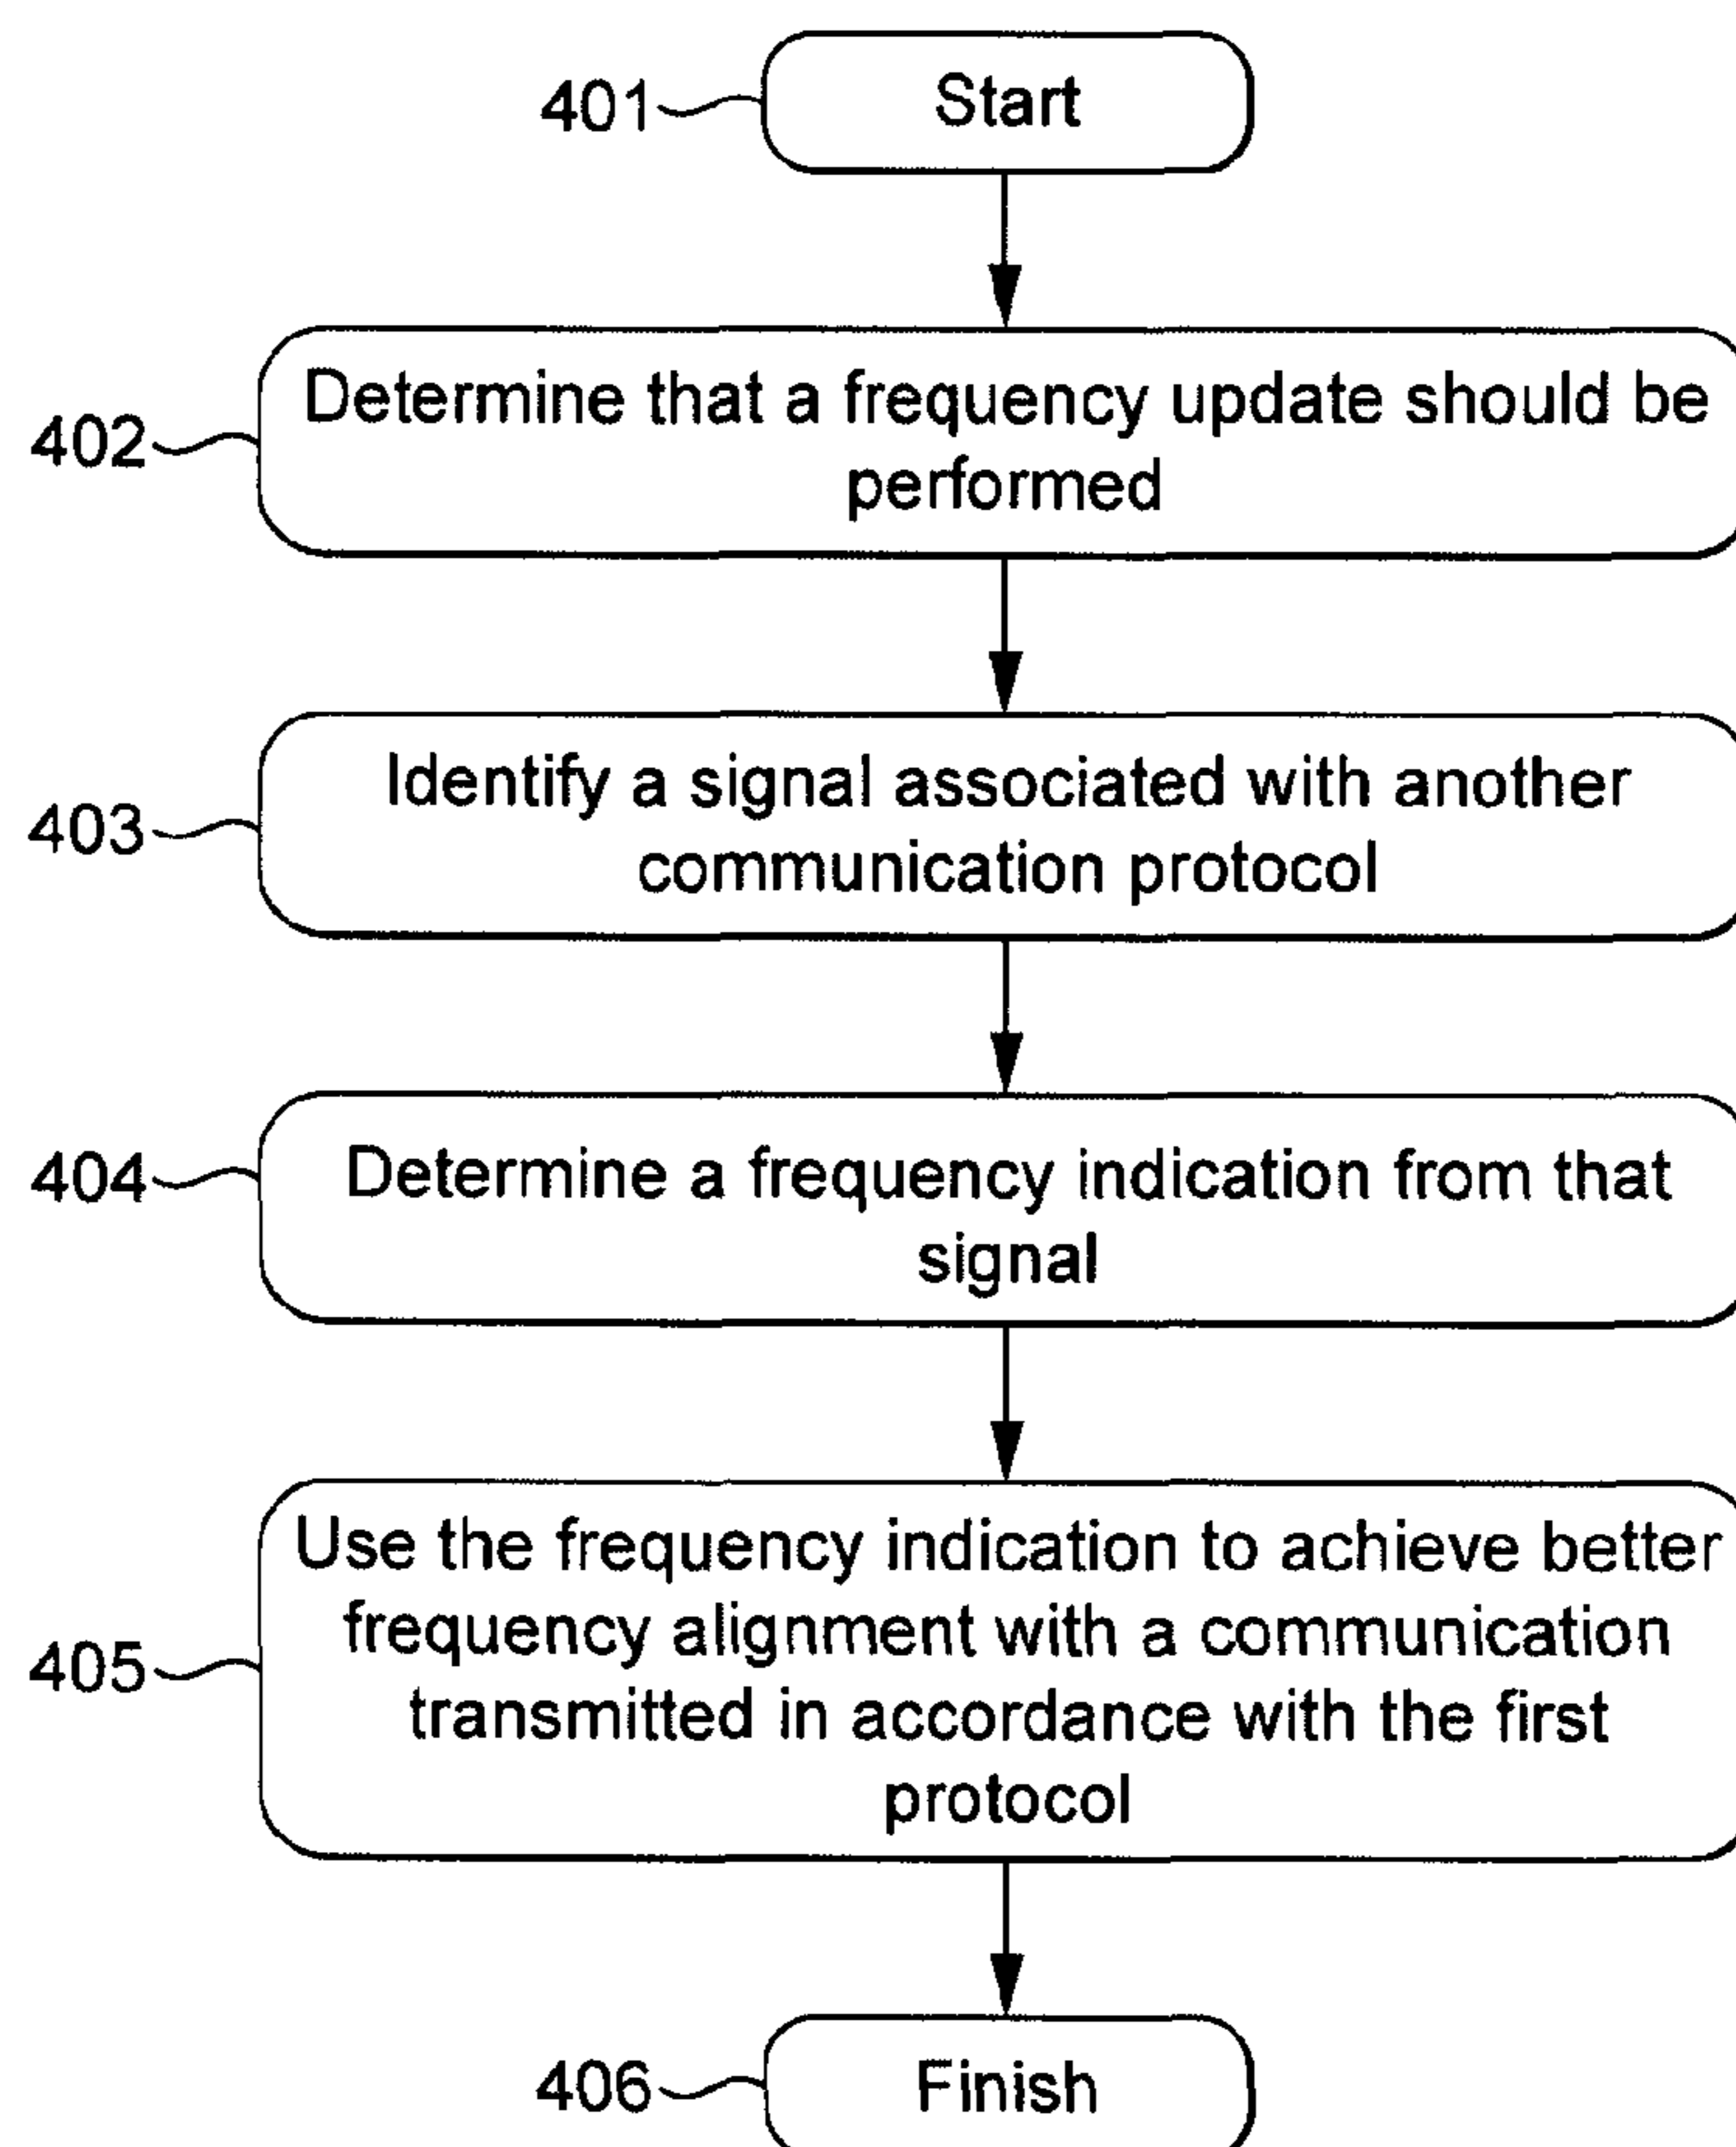 401
Start
402
Determine that a frequency update should be
performed
403
Identify a signal associated with another
communication protocol
404
Determine a frequency indication from that
signal
405
Use the frequency indication to achieve better
frequency alignment with a communication
transmitted in accordance with the first
protocol
406
Finish